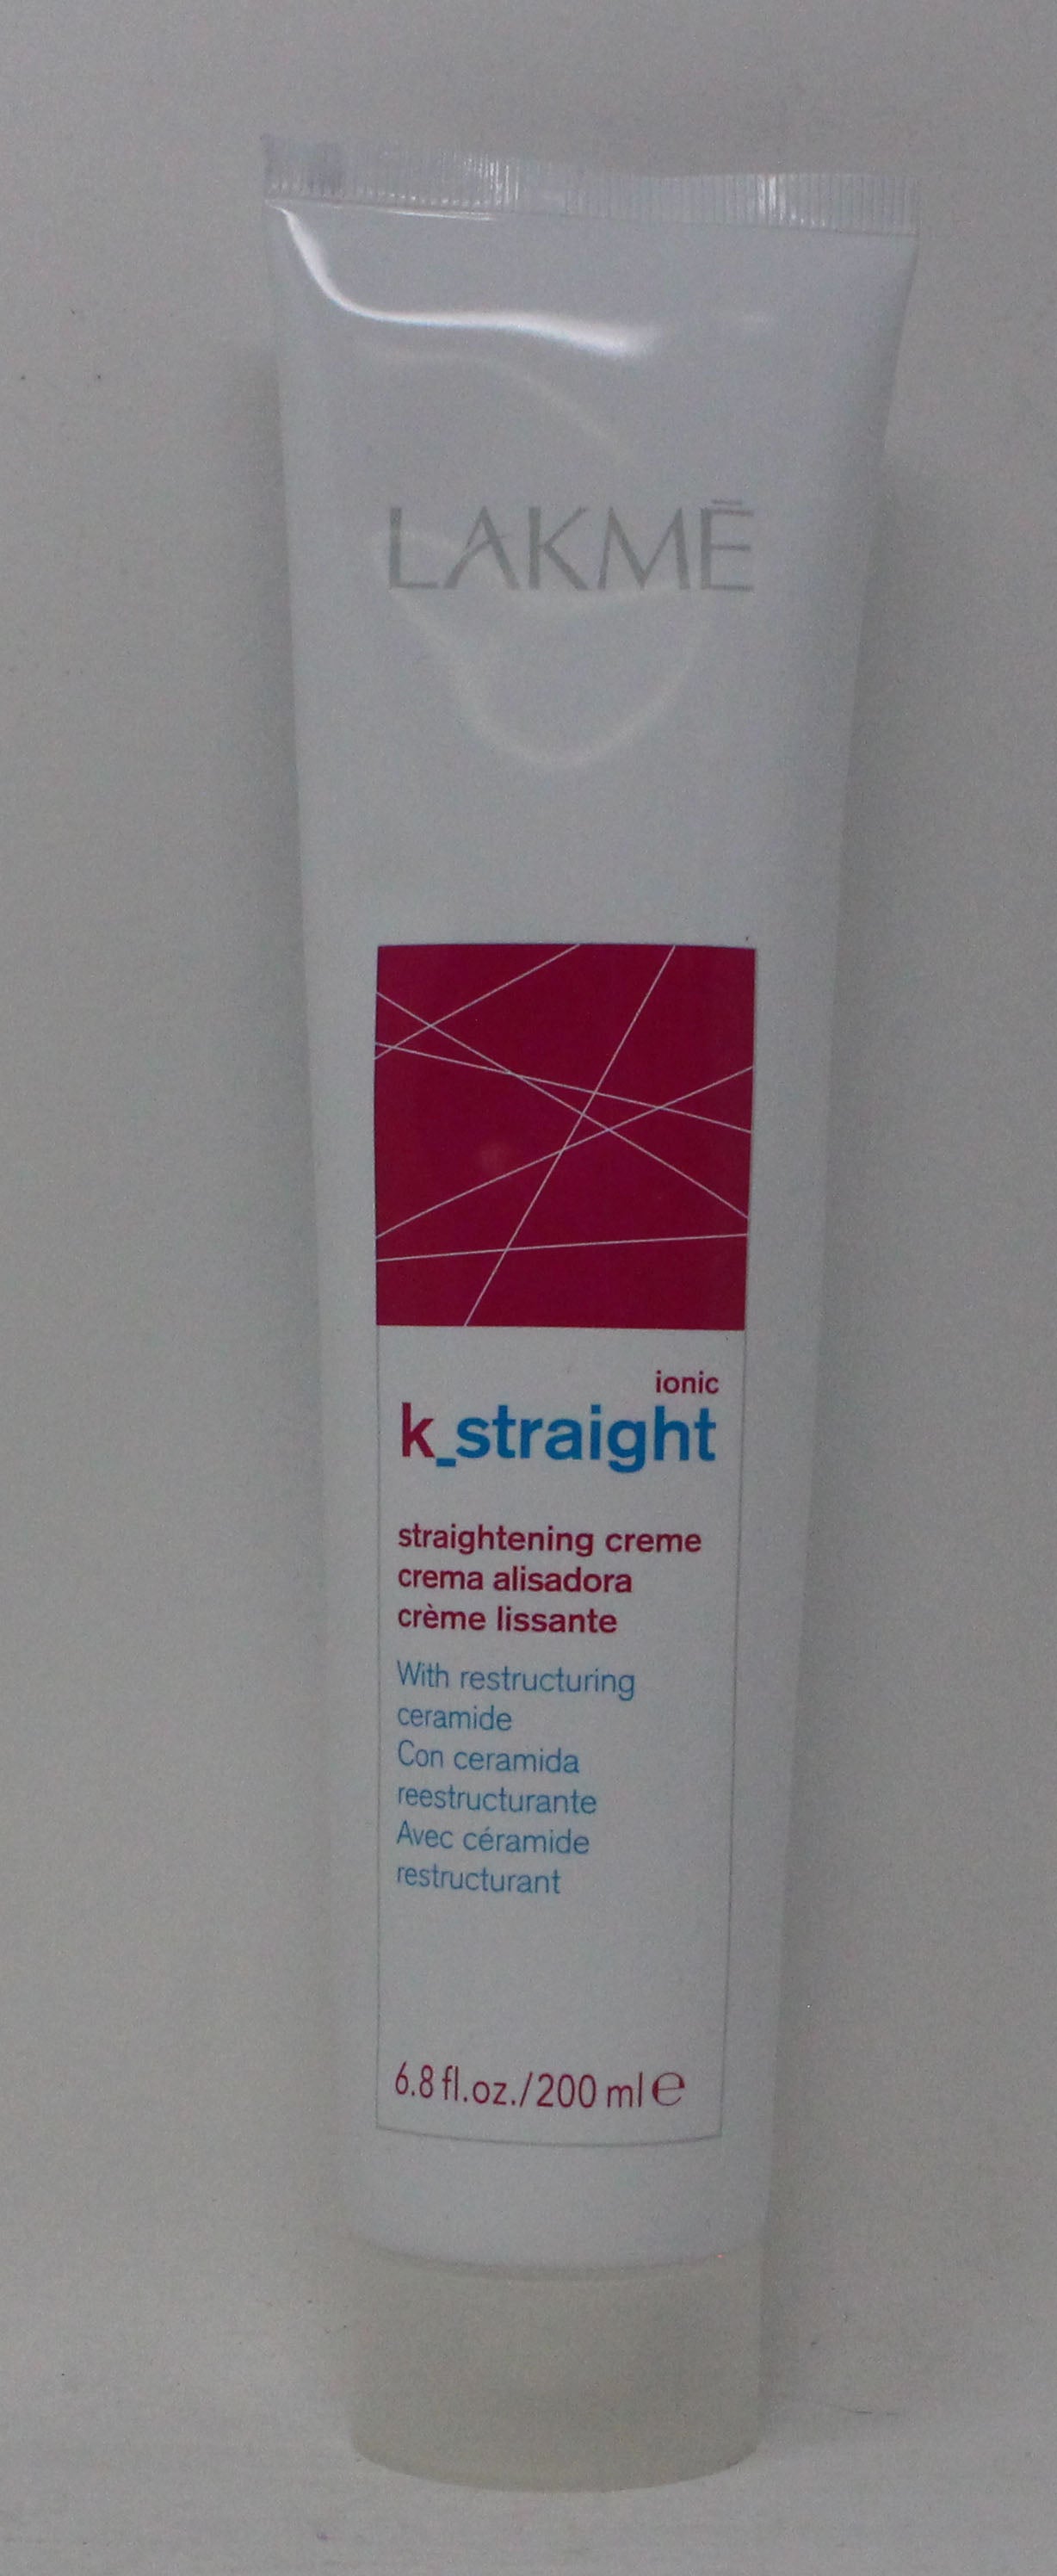 LAKMĒ
ionic
k_straight
straightening creme
crema alisadora
crème lissante
With restructuring
ceramide
Con ceramida
reestructurante
Avec céramide
restructurant
6.8 fl.oz./200 ml ℮